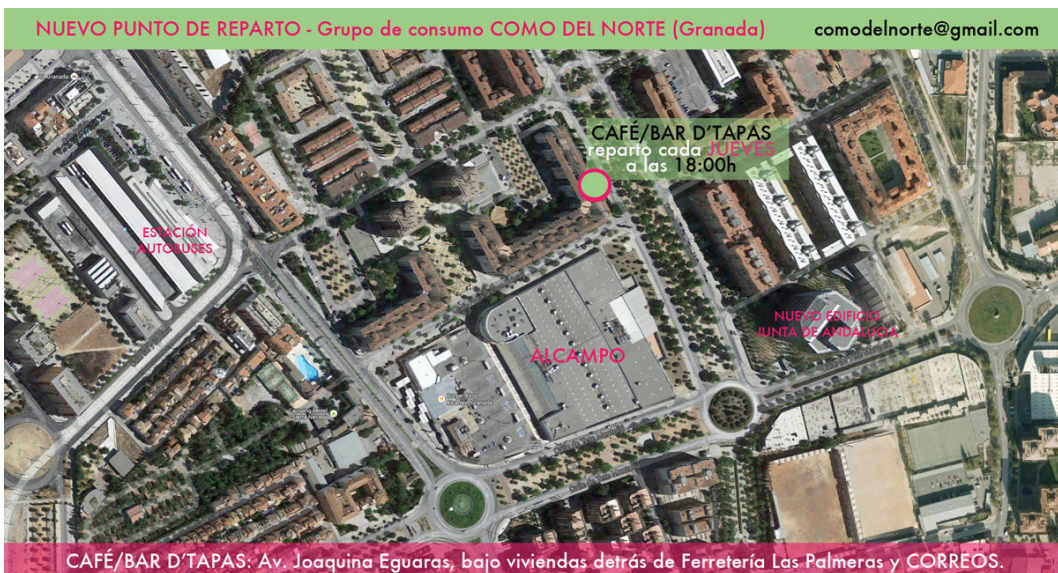 NUEVO PUNTO DE REPARTO - Grupo de consumo COMO DEL NORTE (Granada) comodelnorte@gmail.com
CAFÉ/BAR D'TAPAS
reparto cada JUEVES
a las 18:00h
ESTACIÓN
AUTOBUSES
NUEVO EDIFICIO
JUNTA DE ANDALUCÍA
ALCAMPO
CAFÉ/BAR D'TAPAS: Av. Joaquina Eguaras, bajo viviendas detrás de Ferretería Las Palmeras y CORREOS.